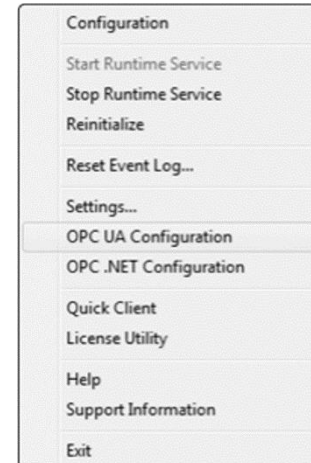 Configuration
Start Runtime Service
Stop Runtime Service
Reinitialize
Reset Event Log...
Settings...
OPC UA Configuration
OPC .NET Configuration
Quick Client
License Utility
Help
Support Information
Exit